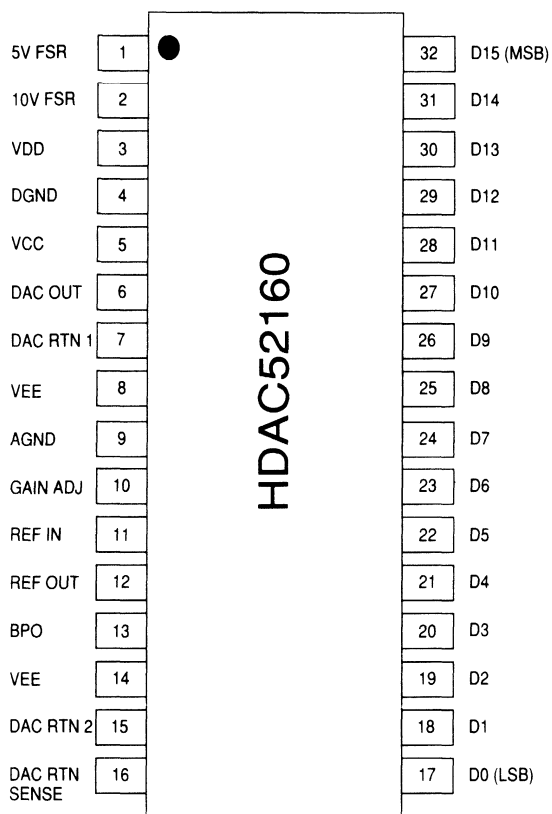 5V FSR 1 32 D15 (MSB)
10V FSR 2 31 D14
VDD 3 30 D13
DGND 4 29 D12
VCC 5 28 D11
DAC OUT 6 27 D10
DAC RTN 1 7 26 D9
VEE 8 25 D8
AGND 9 24 D7
GAIN ADJ 10 23 D6
REF IN 11 22 D5
REF OUT 12 21 D4
BPO 13 20 D3
VEE 14 19 D2
DAC RTN 2 15 18 D1
DAC RTN SENSE 16 17 D0 (LSB)
HDAC52160